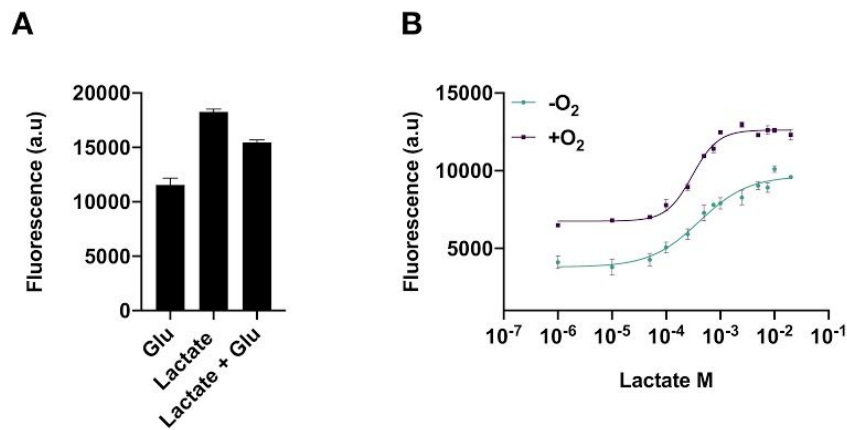 A
Fluorescence (a.u)
20000
15000
10000
5000
0
Glu
Lactate
Lactate + Glu
B
Fluorescence (a.u)
15000
10000
5000
-O₂
+O₂
10⁻⁷ 10⁻⁶ 10⁻⁵ 10⁻⁴ 10⁻³ 10⁻² 10⁻¹
Lactate M